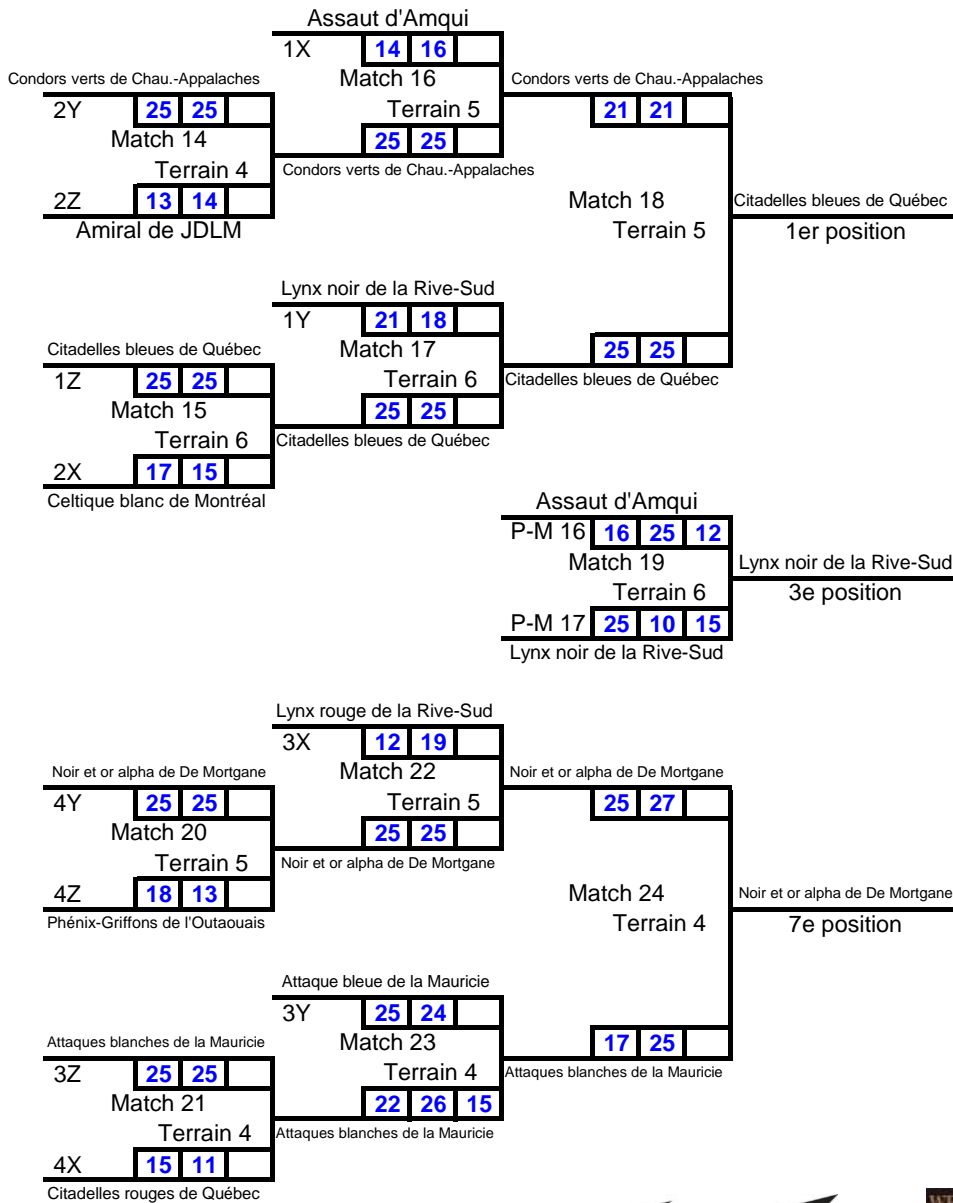 Assaut d'Amqui
1X 14 16
Condors verts de Chau.-Appalaches Match 16 Condors verts de Chau.-Appalaches
2Y 25 25 Terrain 5 21 21
Match 14 25 25
Terrain 4 Condors verts de Chau.-Appalaches
2Z 13 14 Match 18 Citadelles bleues de Québec
Amiral de JDLM Terrain 5 1er position
Lynx noir de la Rive-Sud
1Y 21 18
Citadelles bleues de Québec Match 17 25 25
1Z 25 25 Terrain 6 Citadelles bleues de Québec
Match 15 25 25
Terrain 6 Citadelles bleues de Québec
2X 17 15
Celtique blanc de Montréal Assaut d'Amqui
P-M 16 16 25 12
Match 19 Lynx noir de la Rive-Sud
Terrain 6 3e position
P-M 17 25 10 15
Lynx noir de la Rive-Sud
Lynx rouge de la Rive-Sud
3X 12 19
Noir et or alpha de De Mortgane Match 22 Noir et or alpha de De Mortgane
4Y 25 25 Terrain 5 25 27
Match 20 25 25
Terrain 5 Noir et or alpha de De Mortgane
4Z 18 13 Match 24 Noir et or alpha de De Mortgane
Phénix-Griffons de l'Outaouais Terrain 4 7e position
Attaque bleue de la Mauricie
3Y 25 24
Attaques blanches de la Mauricie Match 23 17 25
3Z 25 25 Terrain 4 Attaques blanches de la Mauricie
Match 21 22 26 15
Terrain 4 Attaques blanches de la Mauricie
4X 15 11
Citadelles rouges de Québec